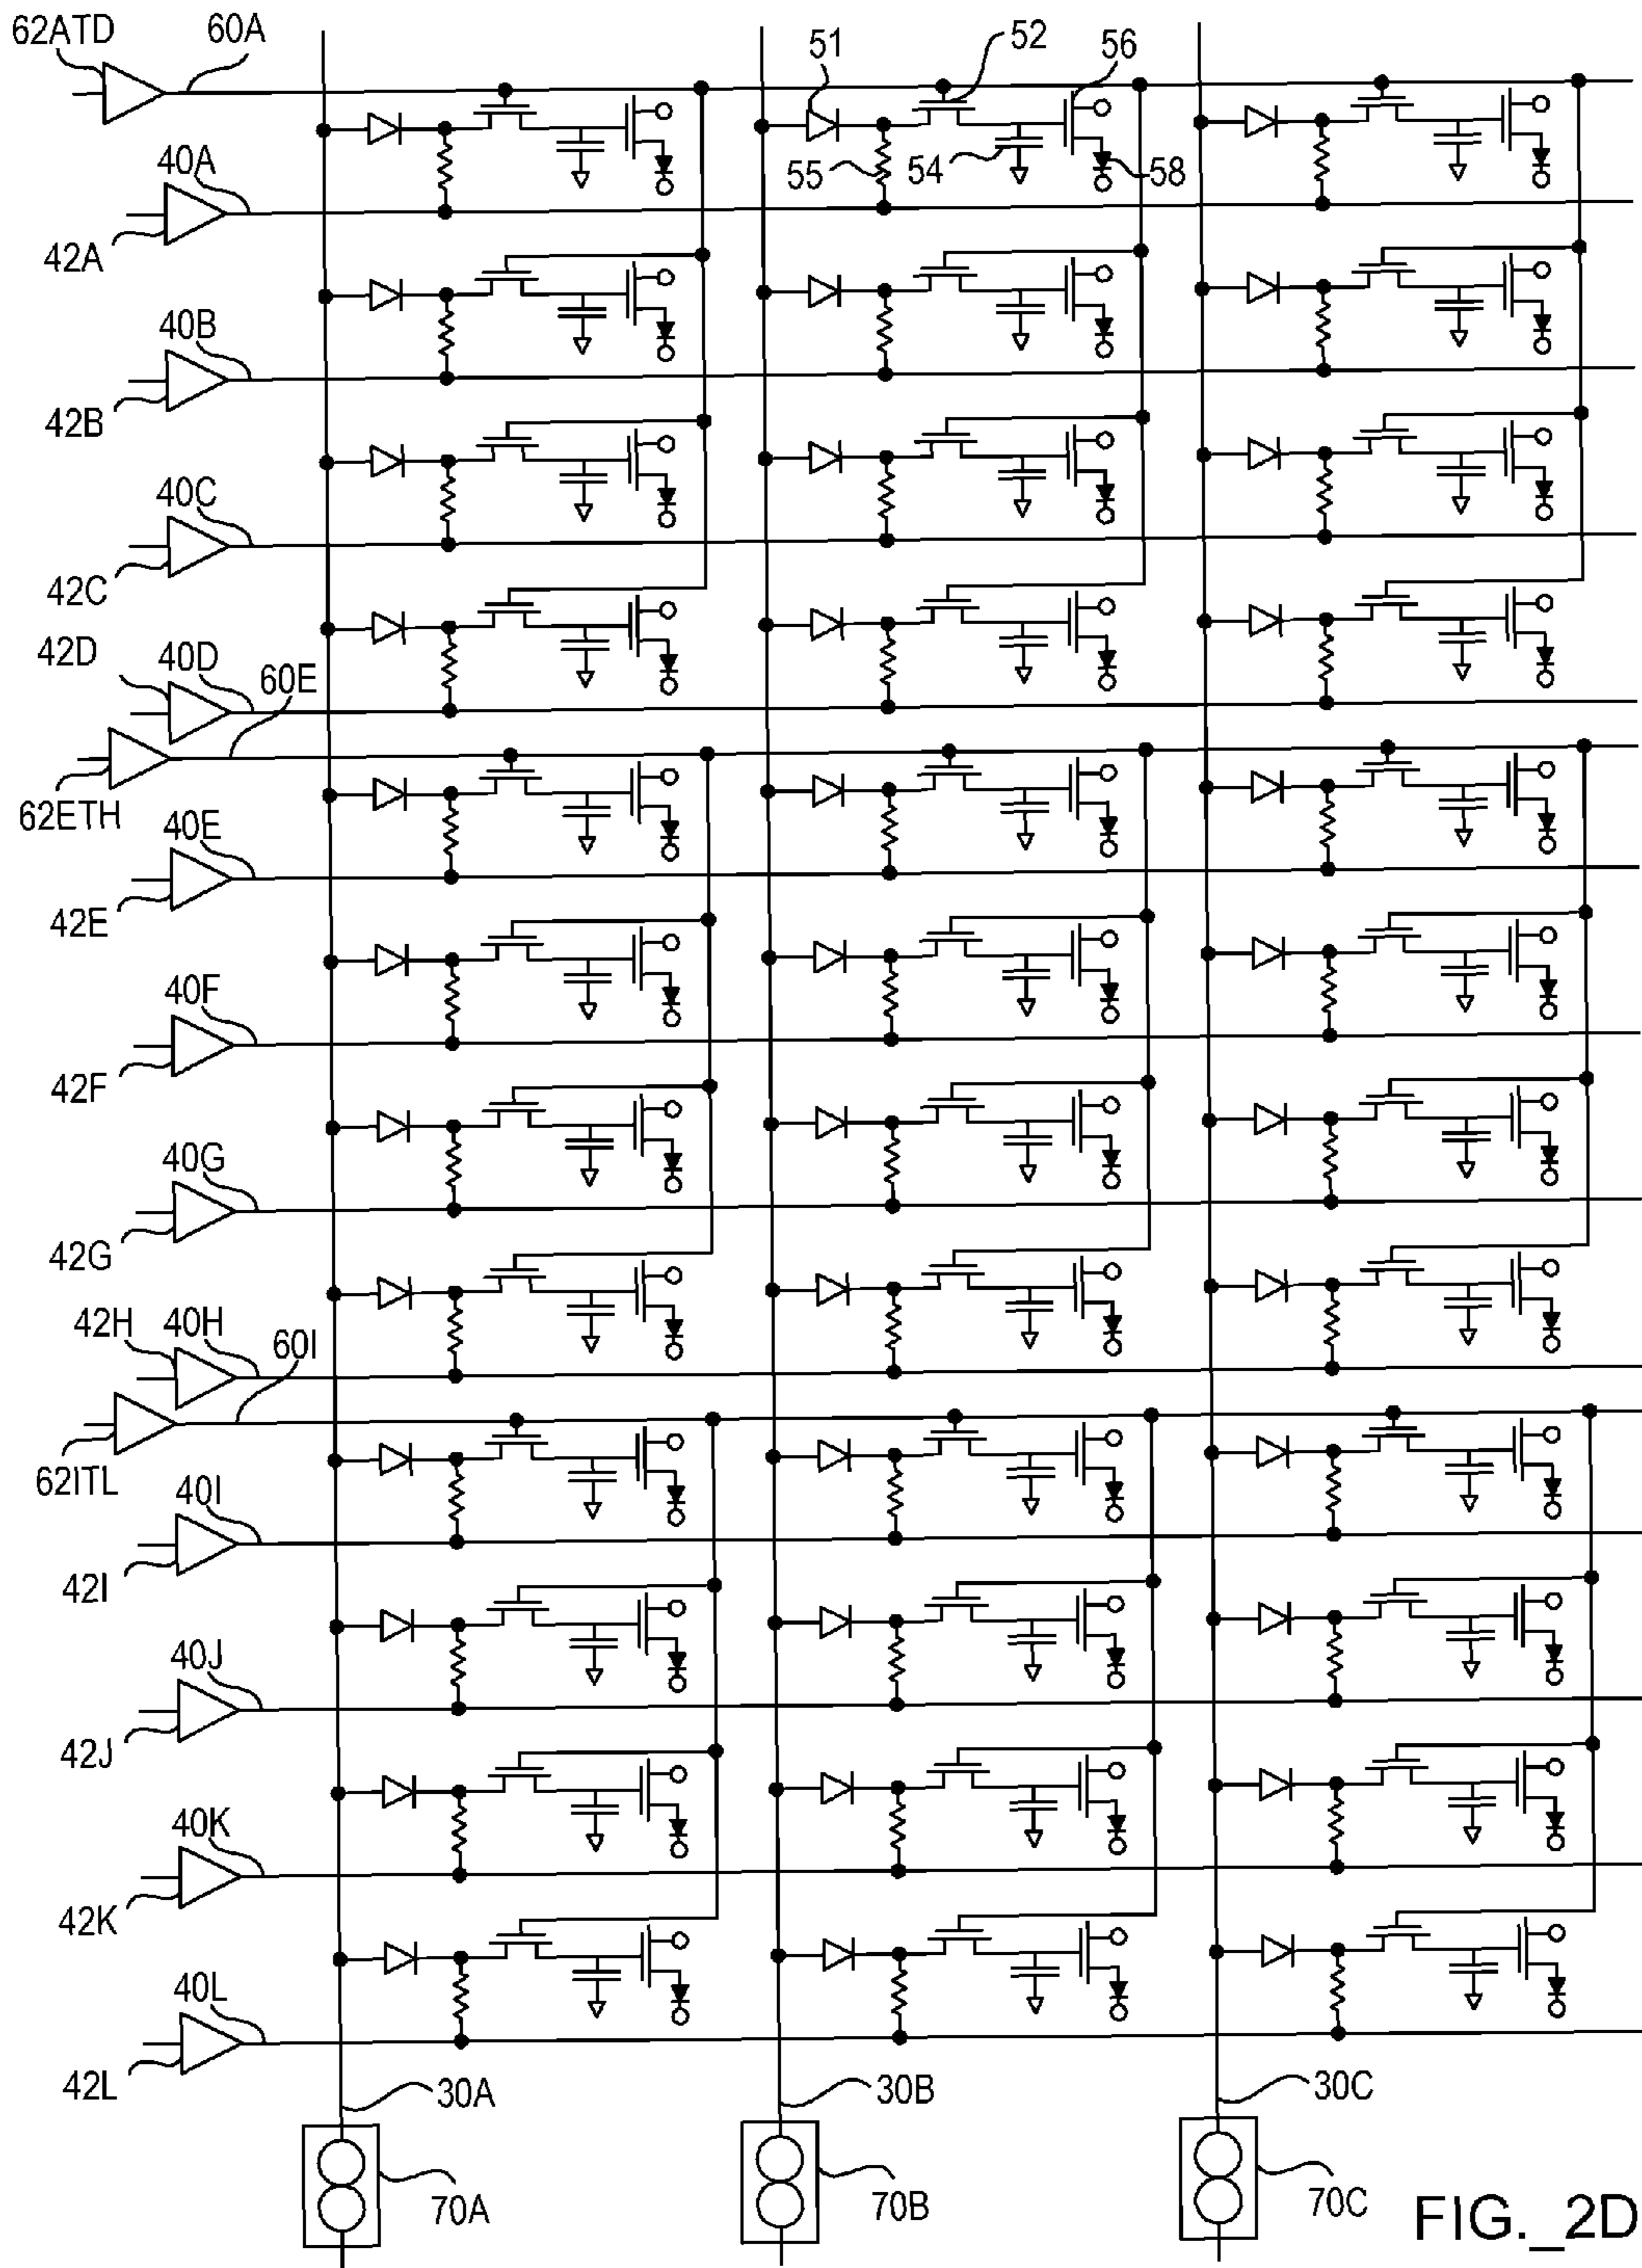 62ATD 60A 51 52 56
40A 55 54 58
42A
40B
42B
40C
42C
42D 40D 60E
62ETH 40E
42E
40F
42F
40G
42G
42H 40H 60I
62ITL 40I
42I
40J
42J
40K
42K
40L
42L 30A 30B 30C
70A 70B 70C
FIG._2D